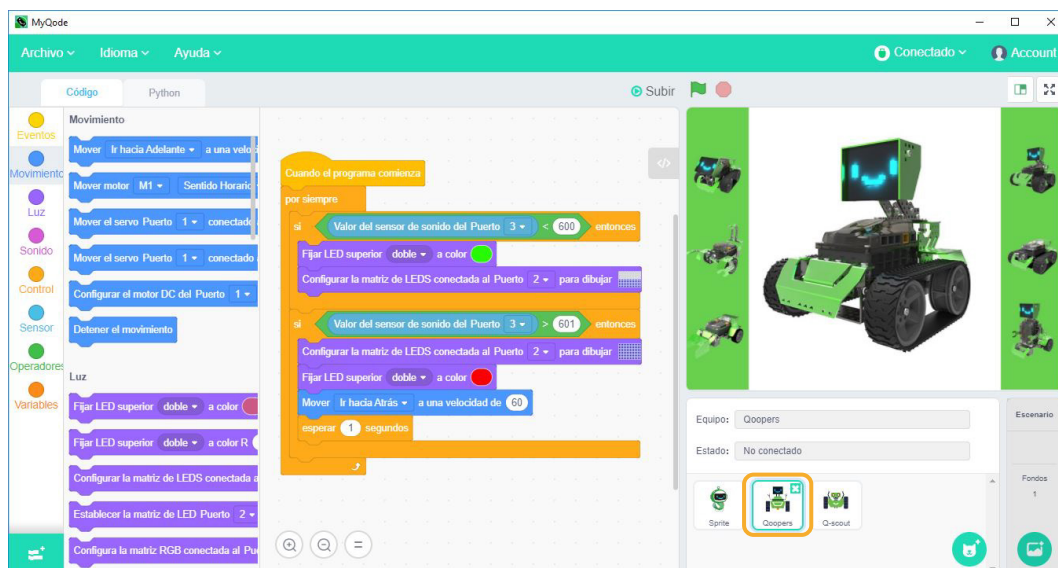 MyQode
Archivo Idioma Ayuda Conectado Account
Código Python Subir
Eventos
Movimiento
Luz
Sonido
Control
Sensor
Operadores
Variables
Movimiento
Mover Ir hacia Adelante a una velo
Mover motor M1 Sentido Horario
Mover el servo Puerto 1 conectado
Mover el servo Puerto 1 conectado
Configurar el motor DC del Puerto 1
Detener el movimiento
Luz
Fijar LED superior doble a color
Fijar LED superior doble a color R
Configurar la matriz de LEDS conectada a
Establecer la matriz de LED Puerto 2
Configura la matriz RGB conectada al Pu
Cuando el programa comienza
por siempre
si Valor del sensor de sonido del Puerto 3 < 600 entonces
Fijar LED superior doble a color
Configurar la matriz de LEDS conectada al Puerto 2 para dibujar
si Valor del sensor de sonido del Puerto 3 > 601 entonces
Configurar la matriz de LEDS conectada al Puerto 2 para dibujar
Fijar LED superior doble a color
Mover Ir hacia Atrás a una velocidad de 60
esperar 1 segundos
Equipo: Qoopers
Estado: No conectado
Sprite Qoopers Q-scout
Escenario
Fondos
1